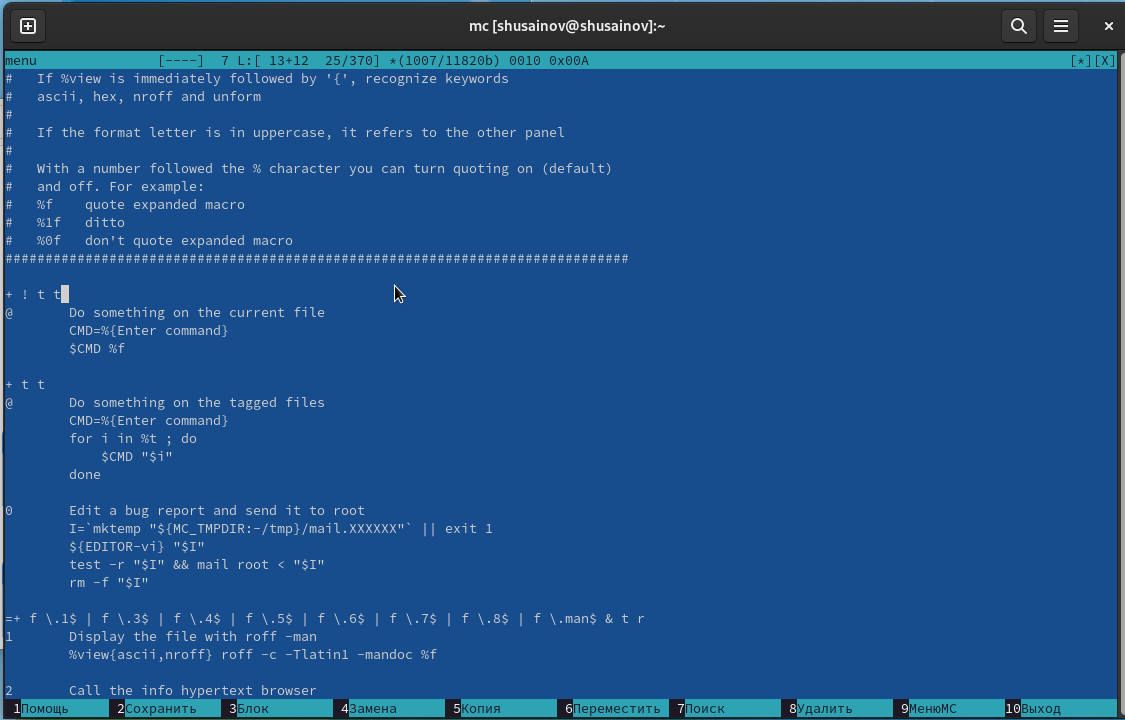 mc [shusainov@shusainov]:~
menu [----] 7 L:[ 13+12 25/370] *(1007/11820b) 0010 0x00A [*][X]
# If %view is immediately followed by '{', recognize keywords
# ascii, hex, nroff and unform
#
# If the format letter is in uppercase, it refers to the other panel
#
# With a number followed the % character you can turn quoting on (default)
# and off. For example:
# %f quote expanded macro
# %1f ditto
# %0f don't quote expanded macro
##############################################################################
+ ! t t
@ Do something on the current file
CMD=%{Enter command}
$CMD %f
+ t t
@ Do something on the tagged files
CMD=%{Enter command}
for i in %t ; do
$CMD "$i"
done
0 Edit a bug report and send it to root
I=`mktemp "${MC_TMPDIR:-/tmp}/mail.XXXXXX"` || exit 1
${EDITOR-vi} "$I"
test -r "$I" && mail root < "$I"
rm -f "$I"
=+ f \.1$ | f \.3$ | f \.4$ | f \.5$ | f \.6$ | f \.7$ | f \.8$ | f \.man$ & t r
1 Display the file with roff -man
%view{ascii,nroff} roff -c -Tlatin1 -mandoc %f
2 Call the info hypertext browser
1Помощь 2Сохранить 3Блок 4Замена 5Копия 6Переместить 7Поиск 8Удалить 9МенюMC 10Выход